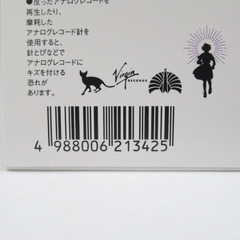 ●反ったアナログレコードを
再生したり、
摩耗した
アナログレコード針を
使用すると、
針とびなどで
アナログレコードに
キズを付ける
恐れが
あります。
Virgin
RECORDS
4 988006 213425